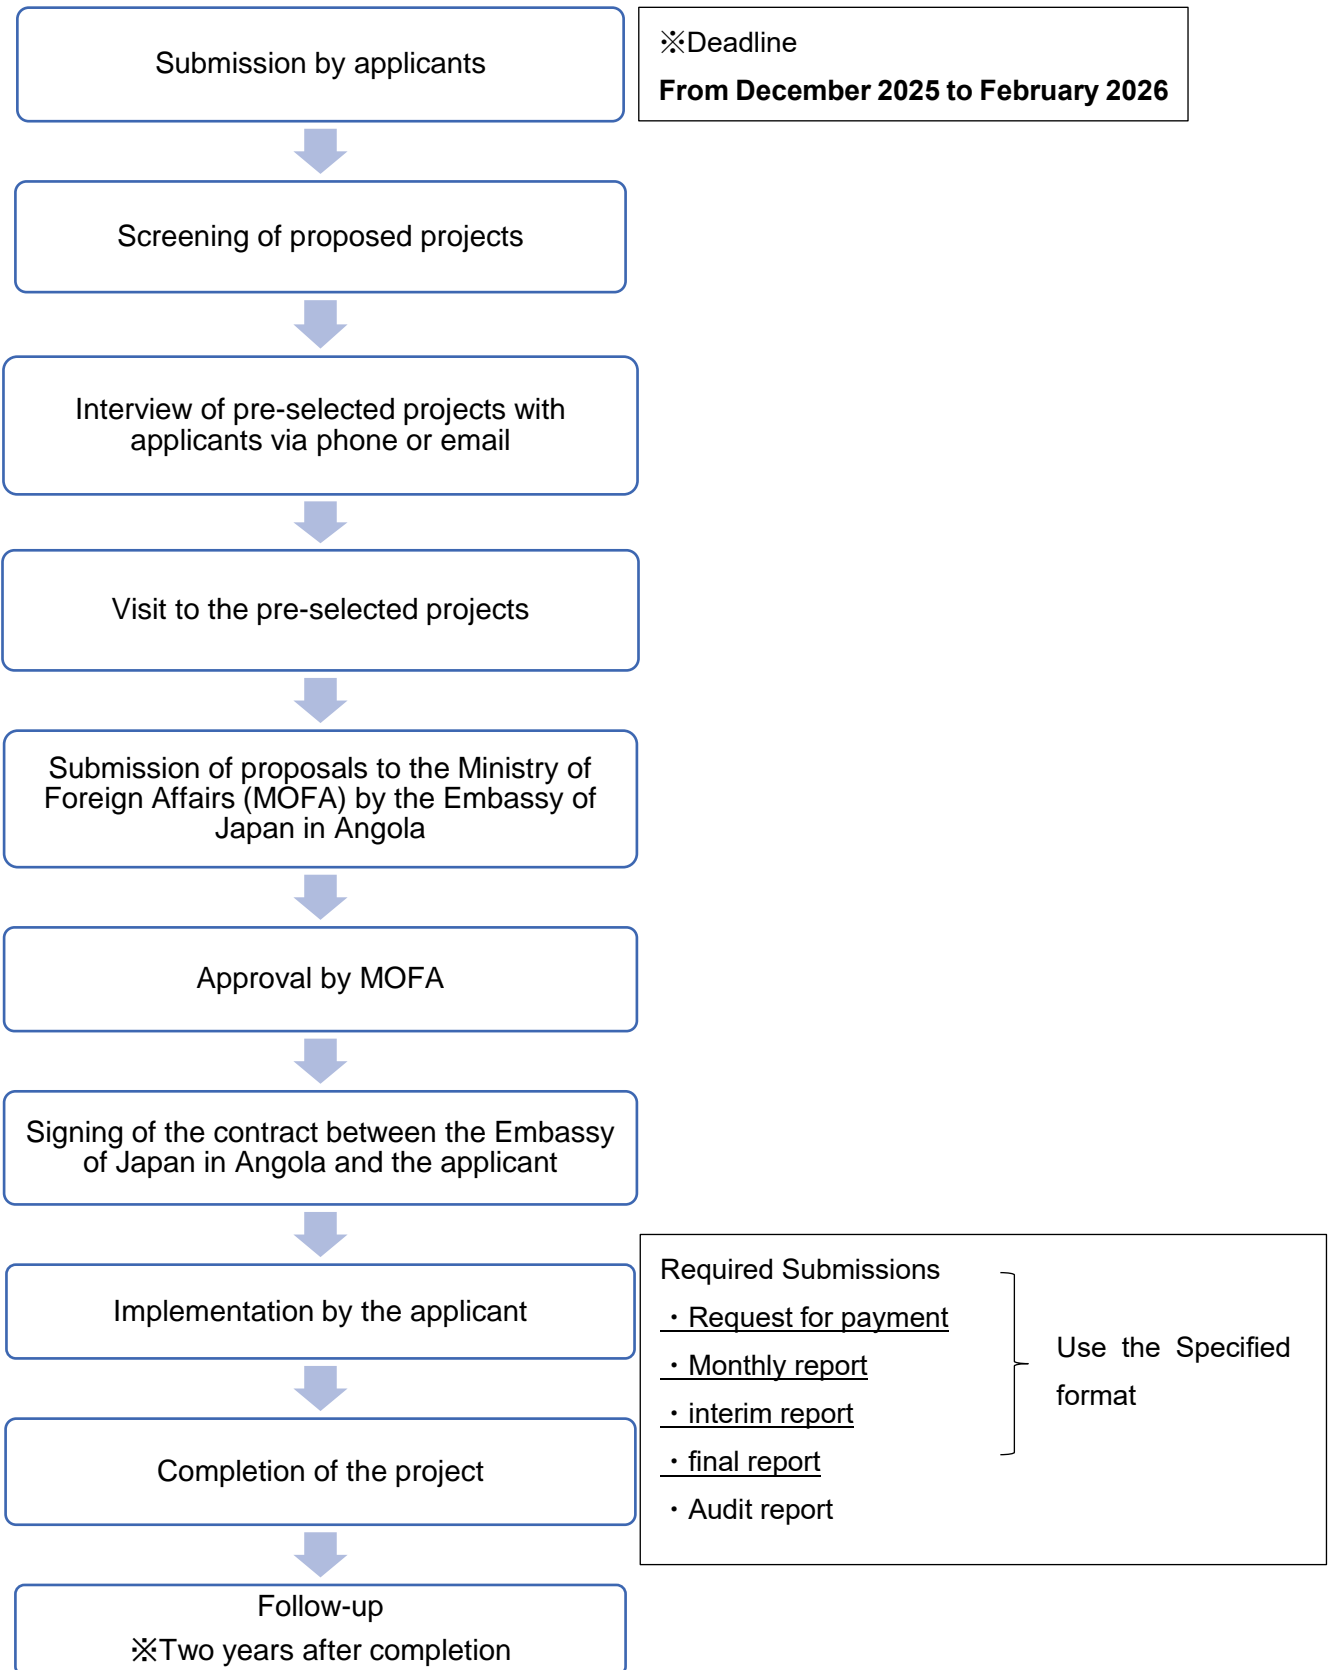 Submission by applicants
※Deadline
From December 2025 to February 2026
Screening of proposed projects
Interview of pre-selected projects with
applicants via phone or email
Visit to the pre-selected projects
Submission of proposals to the Ministry of
Foreign Affairs (MOFA) by the Embassy of
Japan in Angola
Approval by MOFA
Signing of the contract between the Embassy
of Japan in Angola and the applicant
Implementation by the applicant
Required Submissions
・Request for payment
・Monthly report
・interim report
・final report
・Audit report
Use the Specified
format
Completion of the project
Follow-up
※Two years after completion